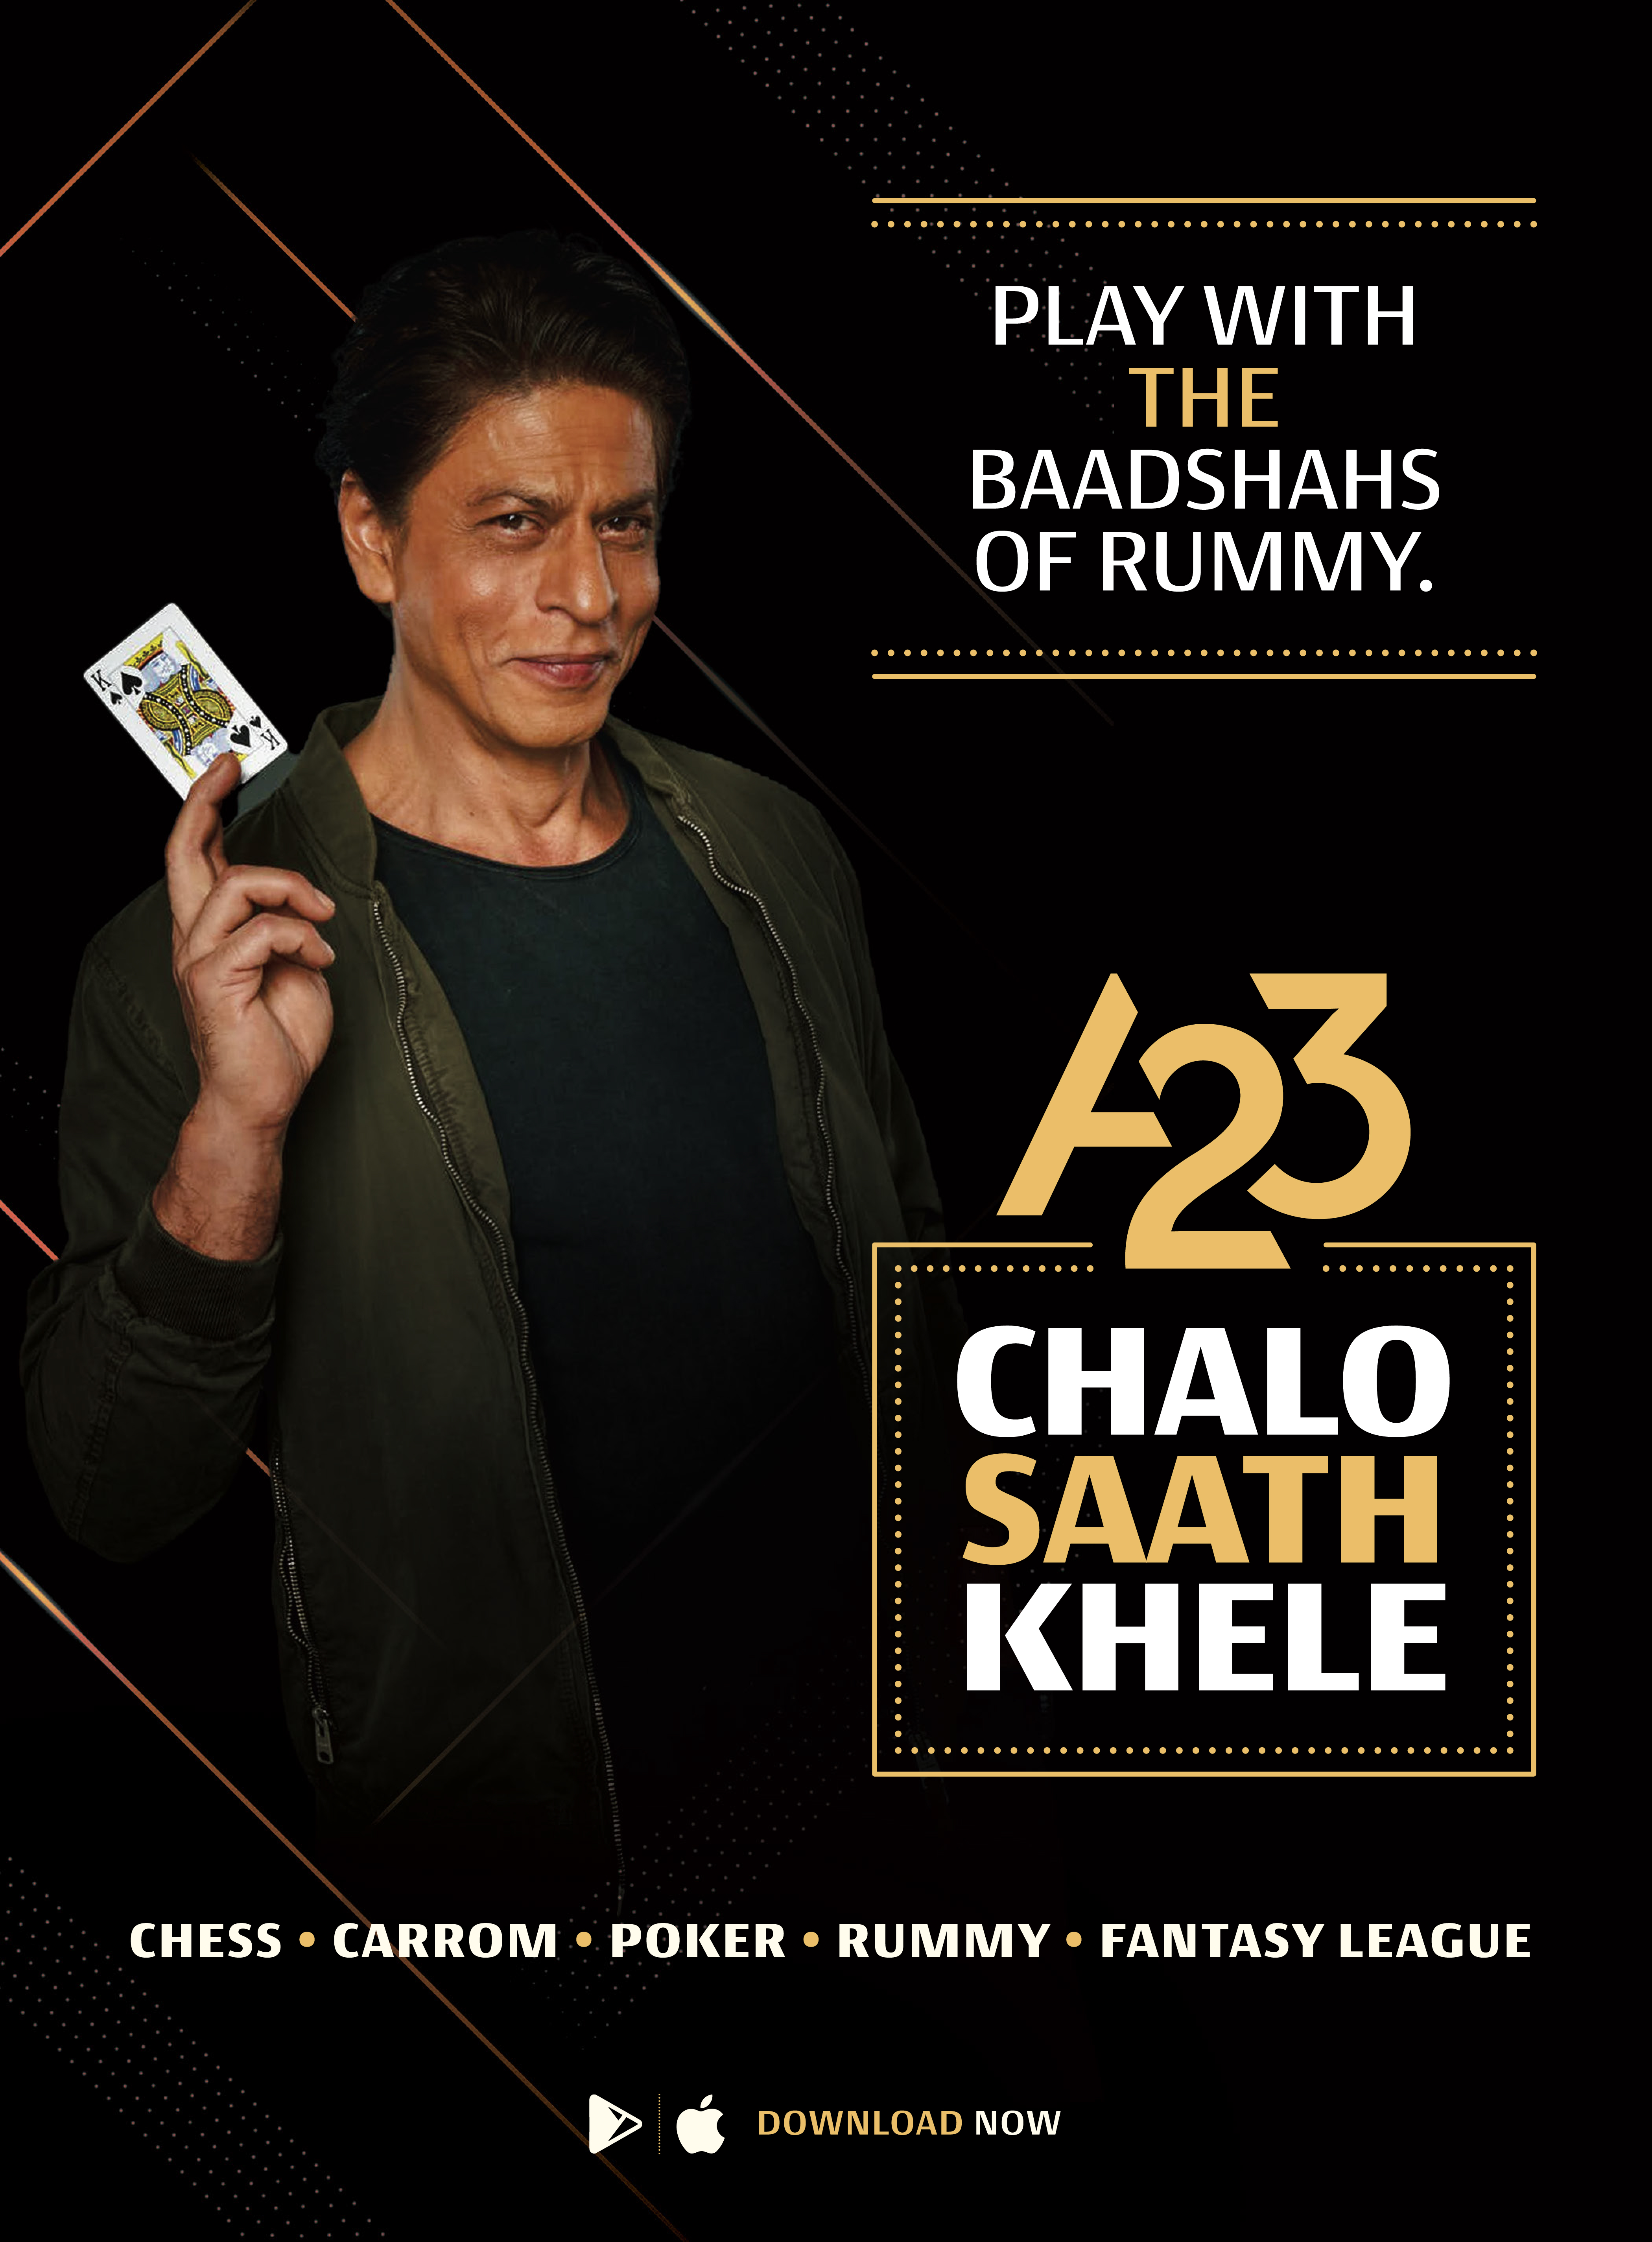 PLAY WITH
THE
BAADSHAHS
OF RUMMY.
K
K
A23
CHALO
SAATH
KHELE
CHESS • CARROM • POKER • RUMMY • FANTASY LEAGUE
DOWNLOAD NOW